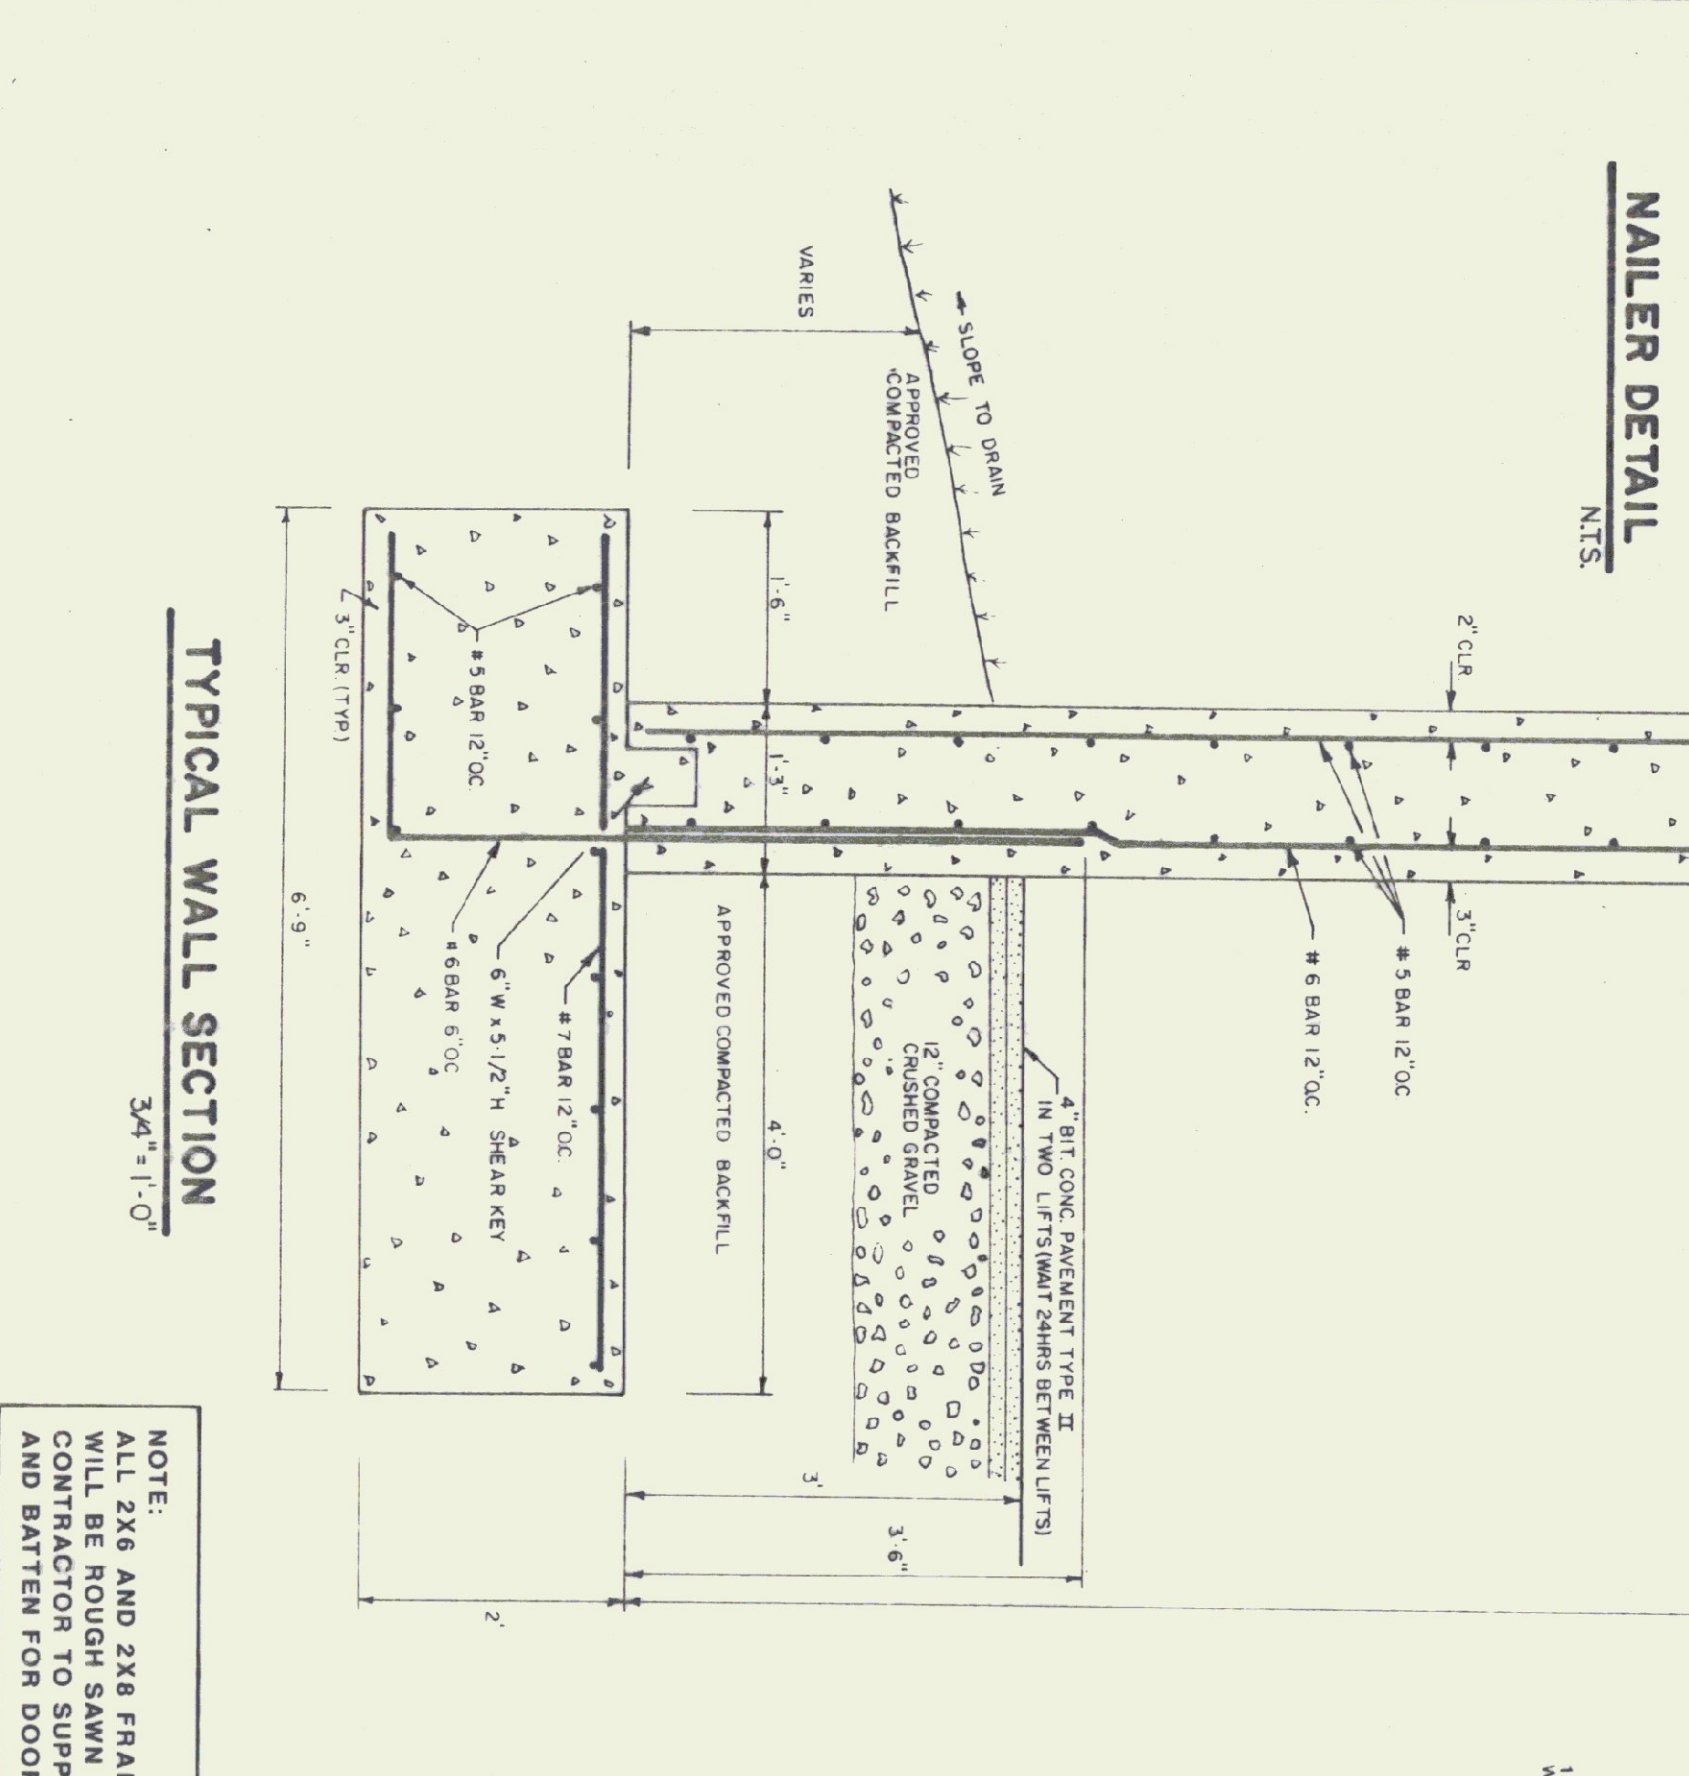 NAILER DETAIL
N.T.S.
2" CLR.
3" CLR
#5 BAR 12" O.C
#6 BAR 12" O.C.
SLOPE TO DRAIN
VARIES
APPROVED
COMPACTED BACKFILL
4" BIT. CONC. PAVEMENT TYPE II
IN TWO LIFTS (WAIT 24HRS BETWEEN LIFTS)
12" COMPACTED
CRUSHED GRAVEL
1'-6"
1'-3"
4'-0"
APPROVED COMPACTED BACKFILL
3'
3'-6"
2'
#7 BAR 12" O.C.
6" W x 5-1/2" H SHEAR KEY
#5 BAR 12" O.C.
#6 BAR 6" OC
3" CLR. (TYP.)
6'-9"
TYPICAL WALL SECTION
3/4" = 1'-0"
NOTE:
ALL 2X6 AND 2X8
WILL BE ROUGH SAWN
CONTRACTOR TO
AND BATTEN FOR